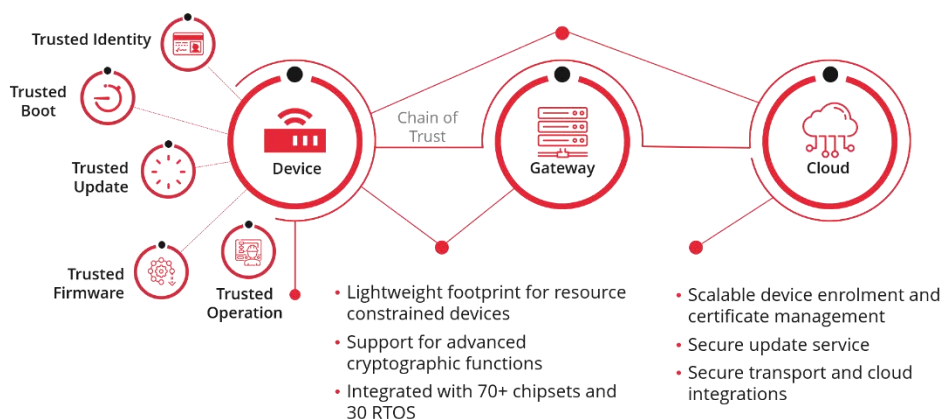 Trusted Identity
Trusted
Boot
Trusted
Update
Trusted
Firmware
Trusted
Operation
Device
Chain of
Trust
Gateway
Cloud
• Lightweight footprint for resource
constrained devices
• Support for advanced
cryptographic functions
• Integrated with 70+ chipsets and
30 RTOS
• Scalable device enrolment and
certificate management
• Secure update service
• Secure transport and cloud
integrations